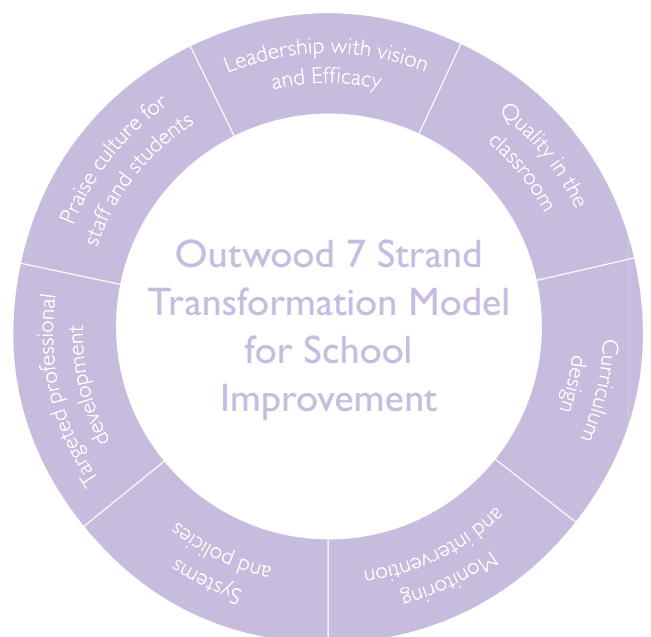 Outwood 7 Strand
Transformation Model
for School
Improvement
Leadership with vision
and Efficacy
Quality in the
classroom
Curriculum
design
Monitoring
and intervention
Systems
and policies
Targeted professional
development
Praise culture for
staff and students